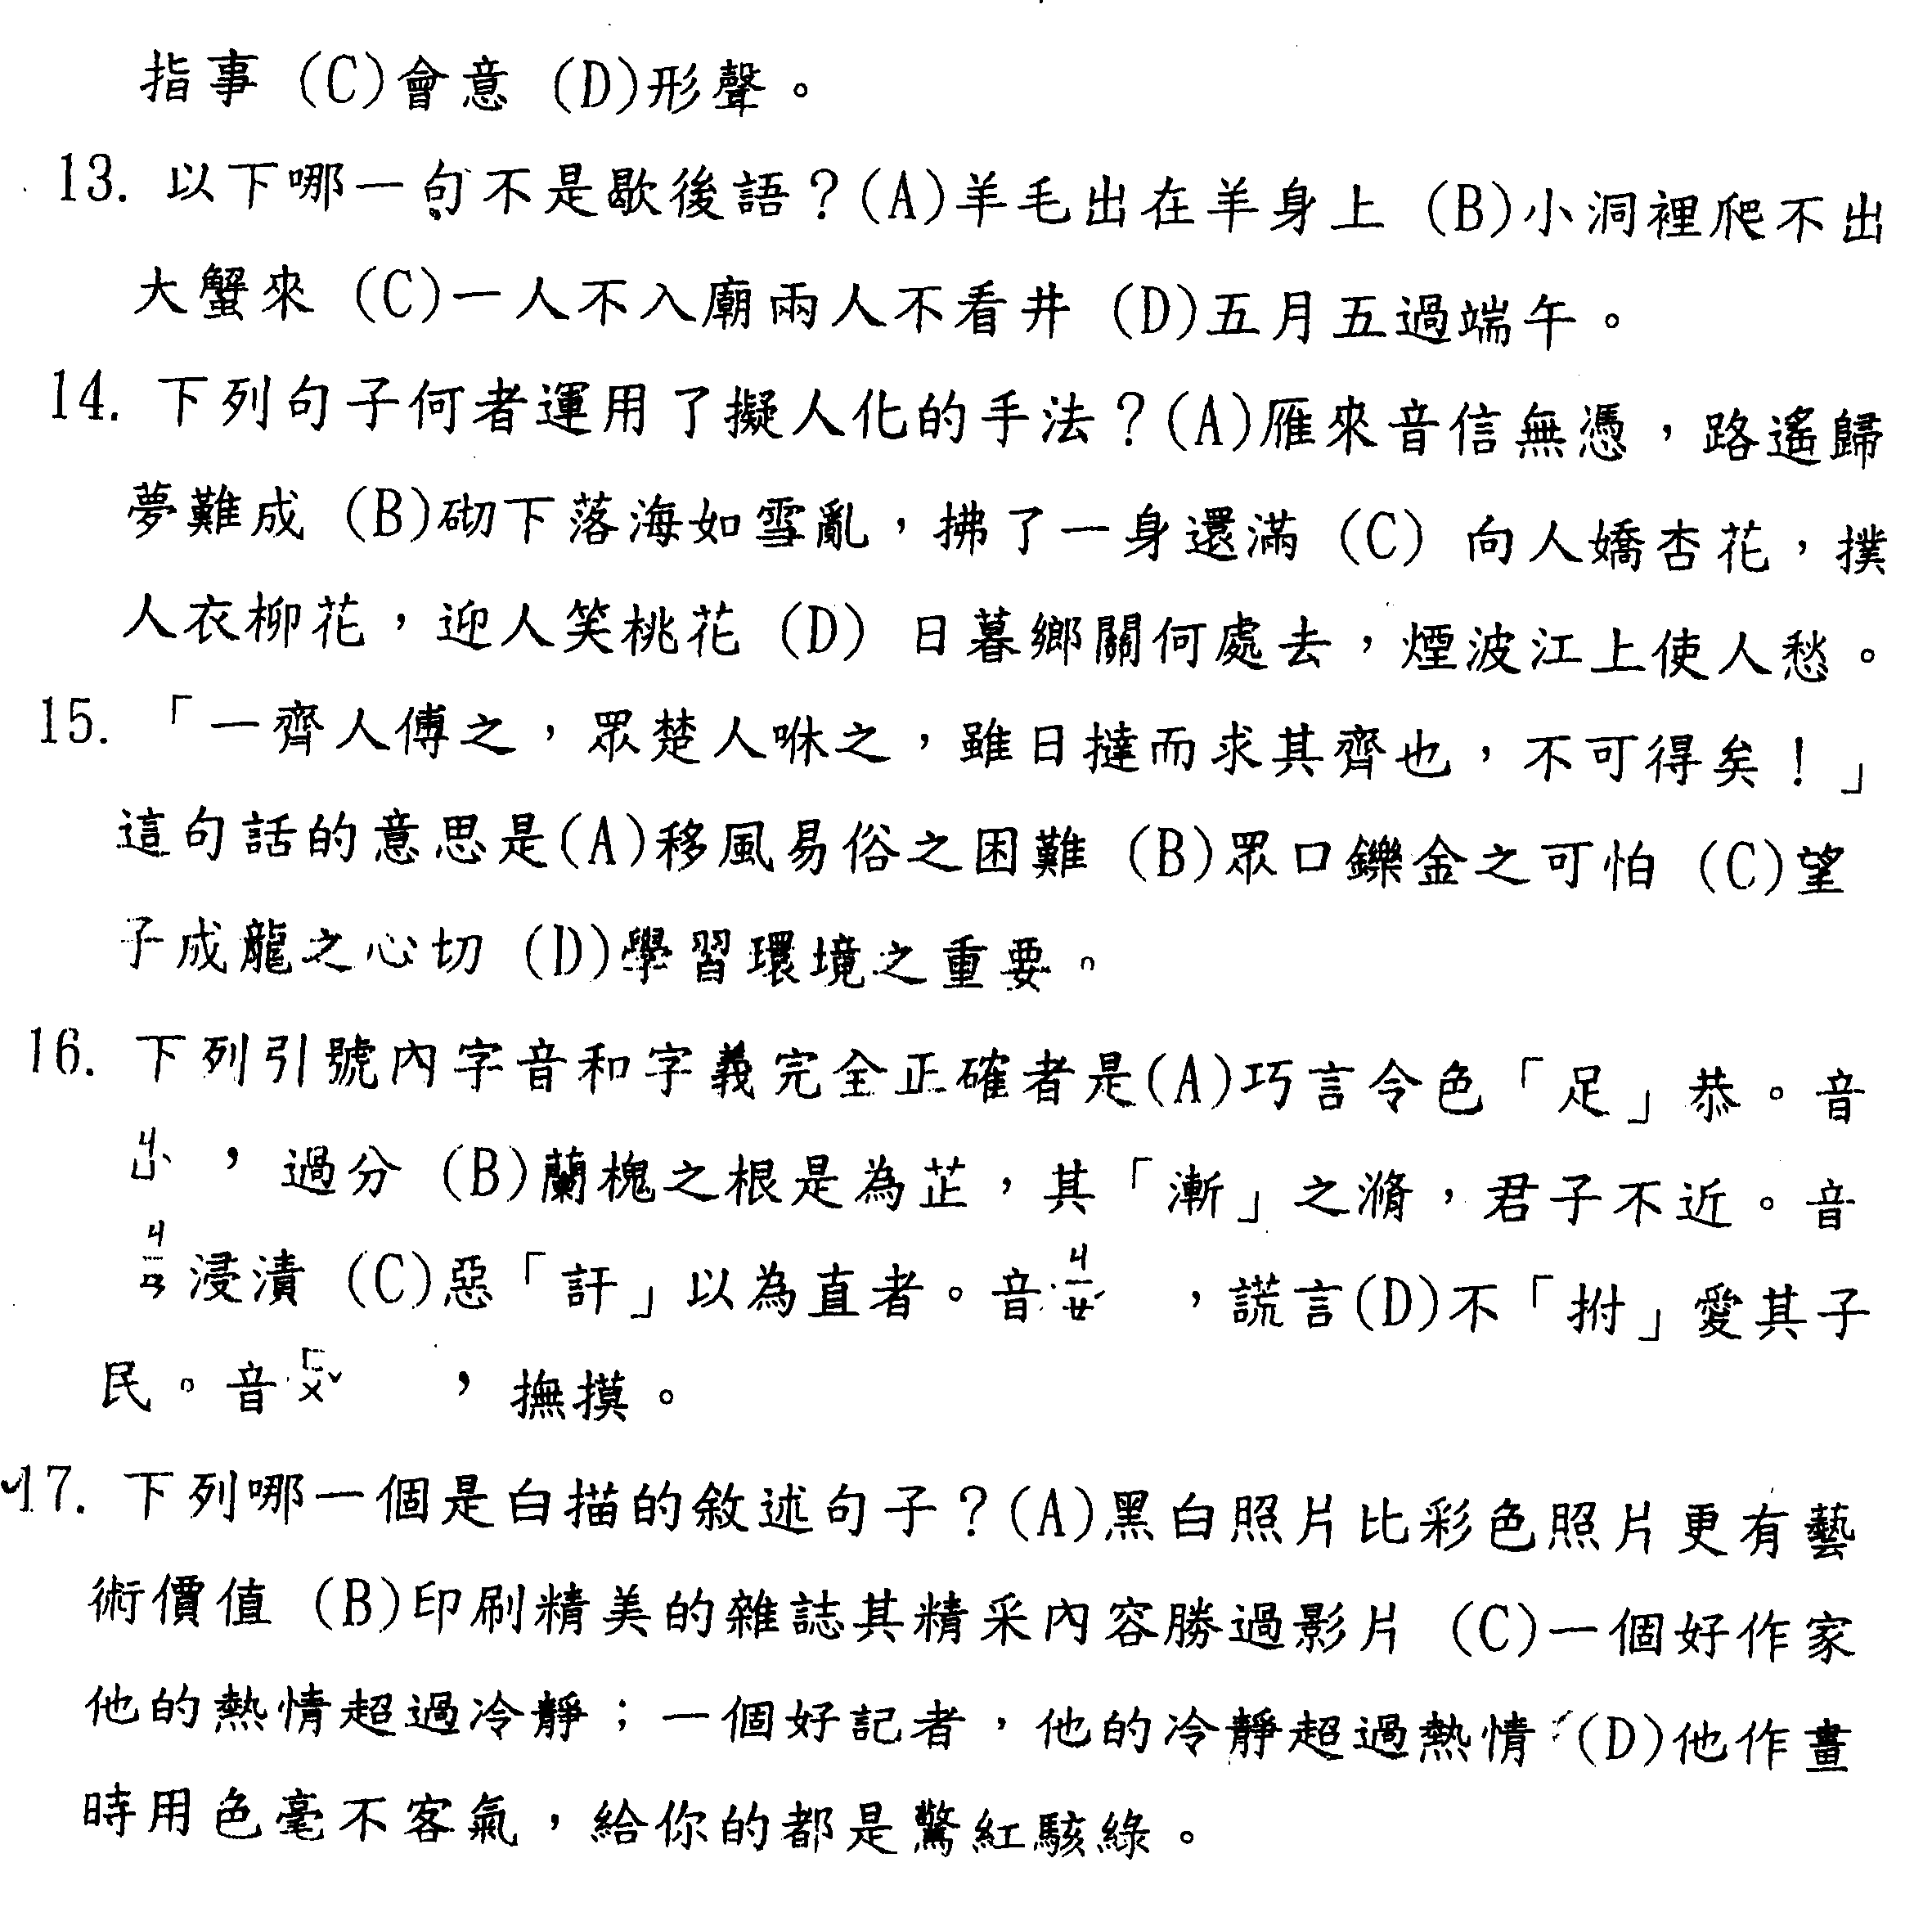 指事 (C)會意 (D)形聲。
13. 以下哪一句不是歇後語？(A)羊毛出在羊身上 (B)小洞裡爬不出
大蟹來 (C)一人不入廟兩人不看井 (D)五月五過端午。
14. 下列句子何者運用了擬人化的手法？(A)雁來音信無憑，路遙歸
夢難成 (B)砌下落海如雪亂，拂了一身還滿 (C) 向人嬌杏花，撲
人衣柳花，迎人笑桃花 (D) 日暮鄉關何處去，煙波江上使人愁。
15. 「一齊人傅之，眾楚人咻之，雖日撻而求其齊也，不可得矣！」
這句話的意思是(A)移風易俗之困難 (B)眾口鑠金之可怕 (C)望
子成龍之心切 (D)學習環境之重要。
16. 下列引號內字音和字義完全正確者是(A)巧言令色「足」恭。音
ㄐㄩˋ，過分 (B)蘭槐之根是為芷，其「漸」之滫，君子不近。音
ㄐㄧㄢ浸漬 (C)惡「訐」以為直者。音ㄐㄧㄝˊ，謊言(D)不「拊」愛其子
民。音ㄈㄨˇ，撫摸。
17. 下列哪一個是白描的敘述句子？(A)黑白照片比彩色照片更有藝
術價值 (B)印刷精美的雜誌其精采內容勝過影片 (C)一個好作家
他的熱情超過冷靜；一個好記者，他的冷靜超過熱情 (D)他作畫
時用色毫不客氣，給你的都是驚紅駭綠。